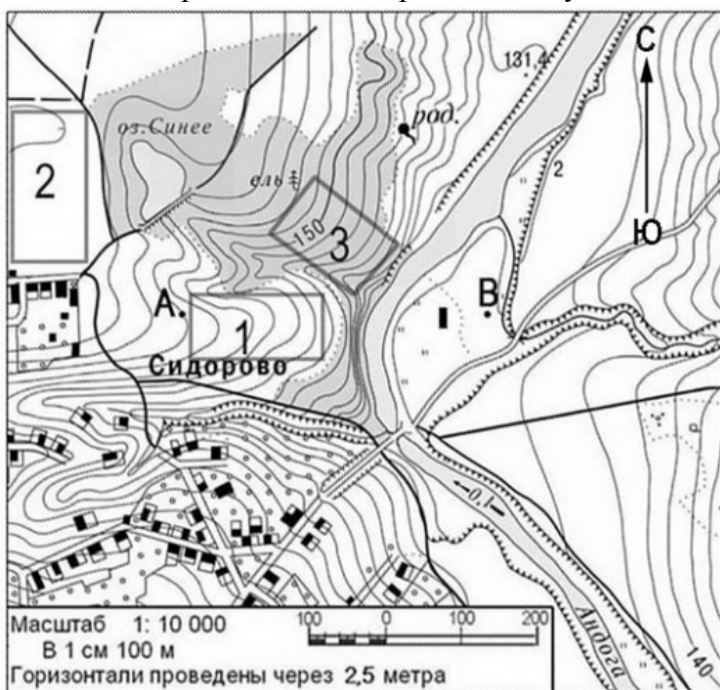 С
131,4
род.
оз.Синее
2
ель
2
150
3
Ю
А.
В
1
Сидорово
0,1
Андога
140
Масштаб 1: 10 000
В 1 см 100 м
100 0 100 200
Горизонтали проведены через 2,5 метра